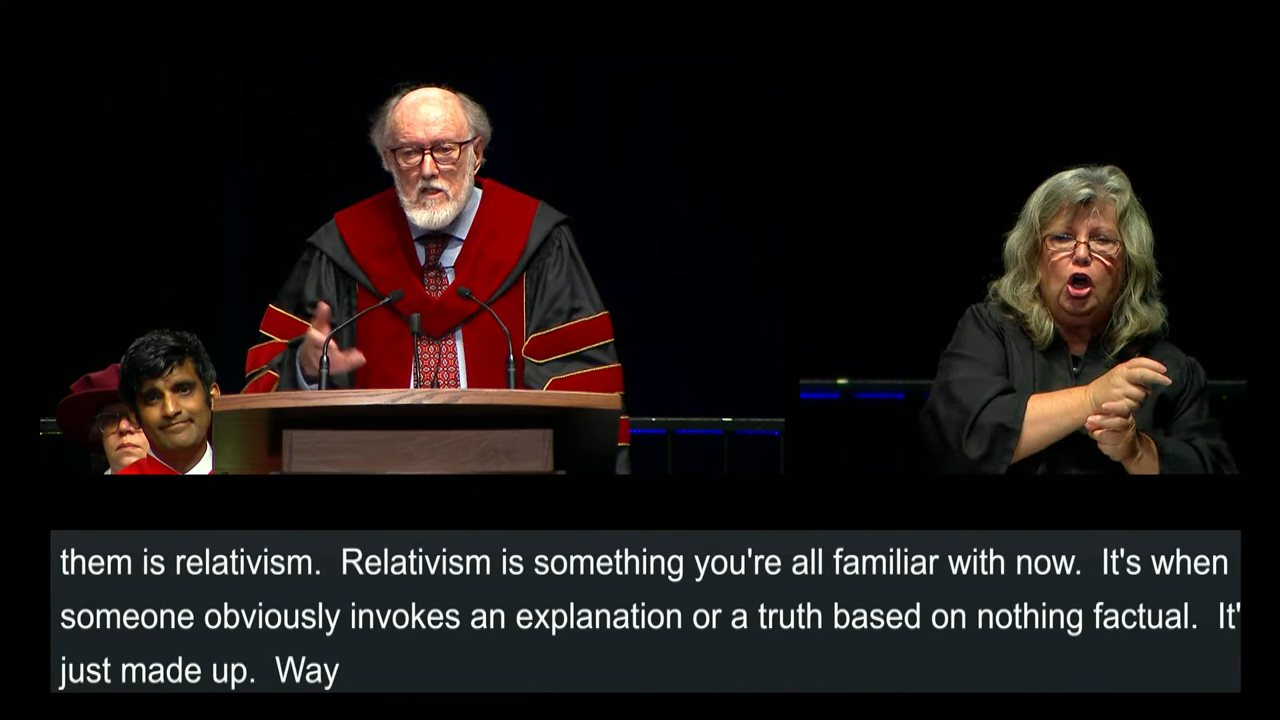 them is relativism.  Relativism is something you're all familiar with now.  It's when
someone obviously invokes an explanation or a truth based on nothing factual.  It'
just made up.  Way